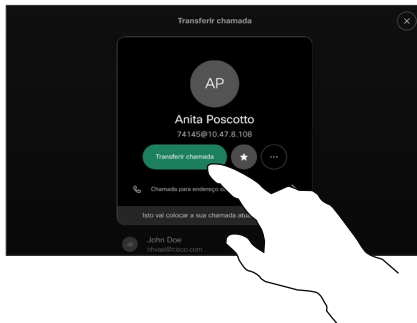 Transferir chamada
AP
Anita Poscotto
74145@10.47.8.108
Transferir chamada
Chamada para endereço
Isto vai colocar a sua chamada
John Doe
hhvaal@cisco.com